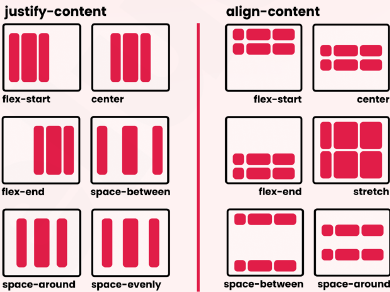 justify-content
flex-start
center
flex-end
space-between
space-around
space-evenly
align-content
flex-start
center
flex-end
stretch
space-between
space-around